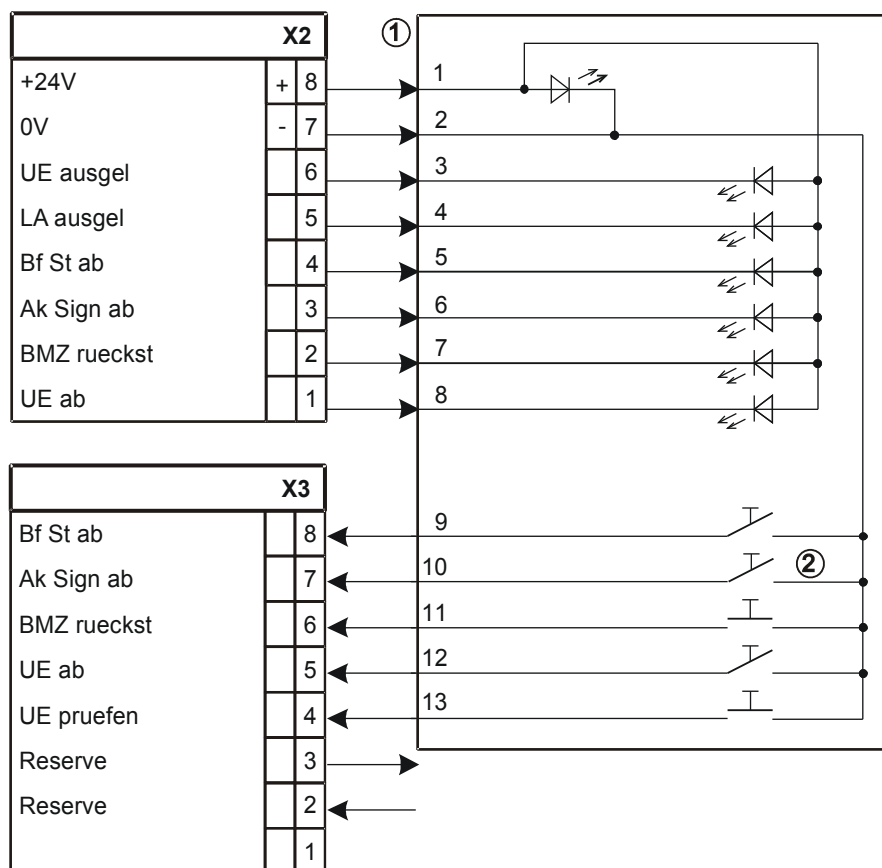 X2
+24V + 8
0V - 7
UE ausgel 6
LA ausgel 5
Bf St ab 4
Ak Sign ab 3
BMZ rueckst 2
UE ab 1
①
1
2
3
4
5
6
7
8
X3
Bf St ab 8
Ak Sign ab 7
BMZ rueckst 6
UE ab 5
UE pruefen 4
Reserve 3
Reserve 2
1
9
10
②
11
12
13